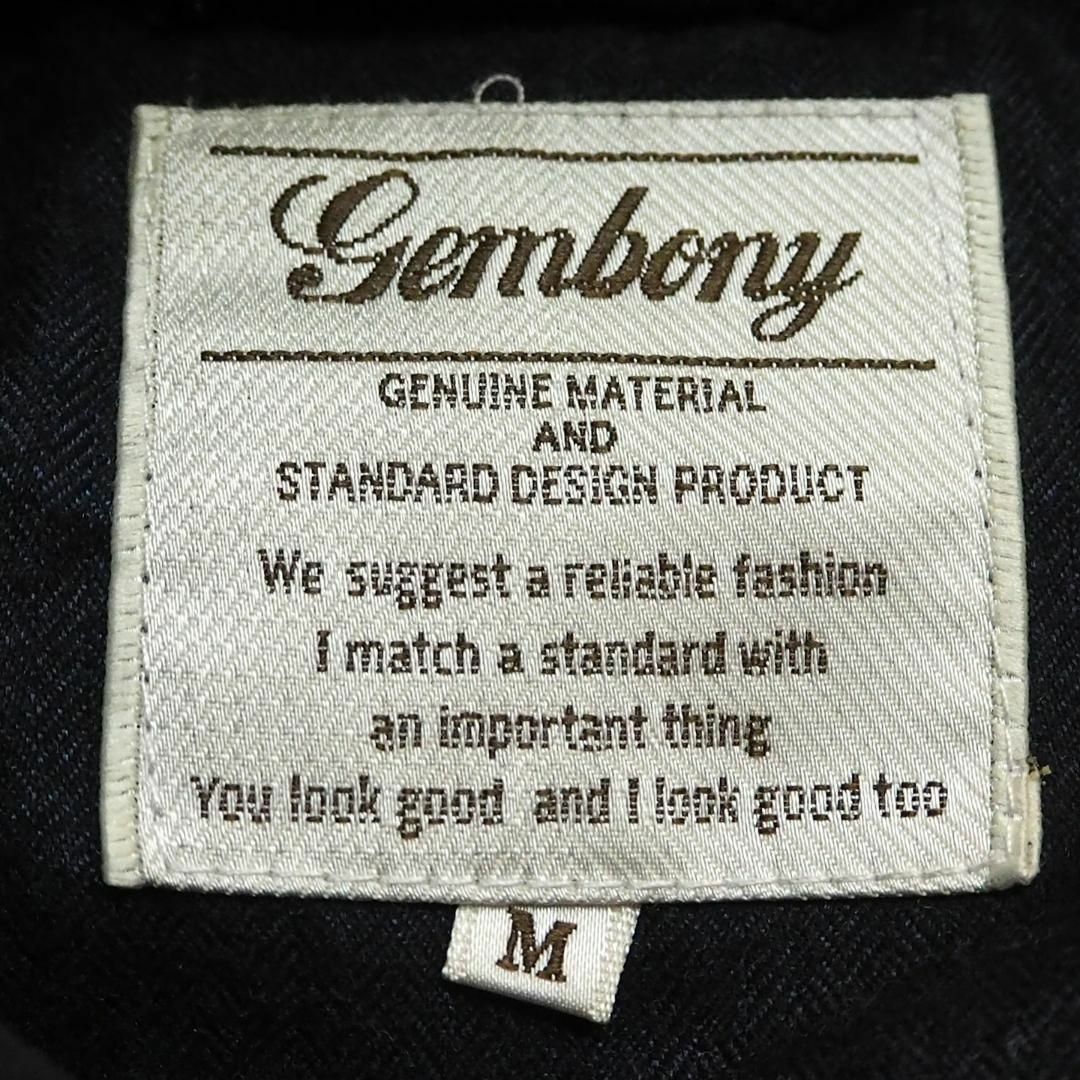 Gembony
GENUINE MATERIAL
AND
STANDARD DESIGN PRODUCT
We suggest a reliable fashion
I match a standard with
an important thing
You look good and I look good too
M